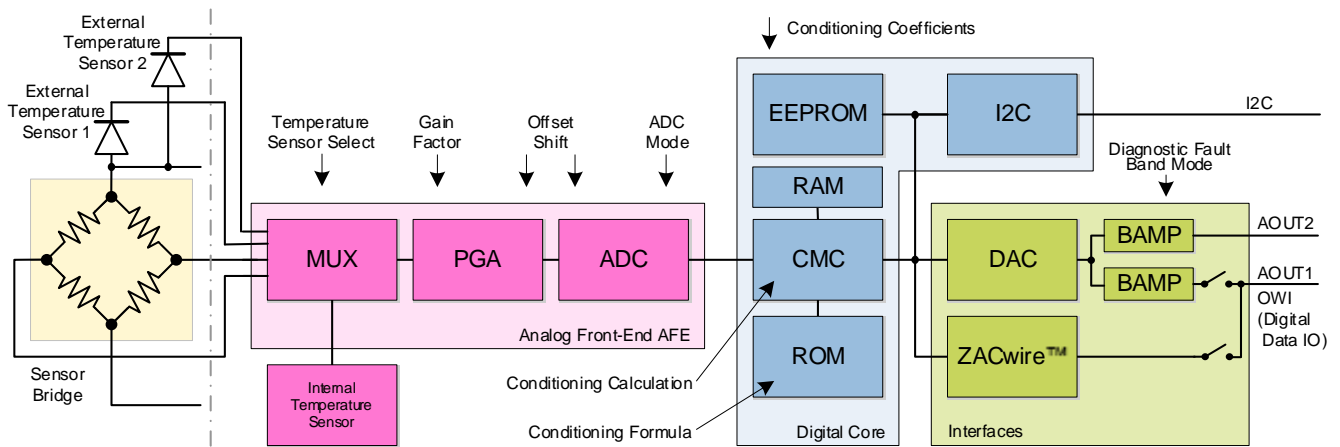 External
Temperature
Sensor 2
External
Temperature
Sensor 1
Sensor
Bridge
Temperature
Sensor Select
Gain
Factor
Offset
Shift
ADC
Mode
MUX
PGA
ADC
Analog Front-End AFE
Internal
Temperature
Sensor
Conditioning Coefficients
EEPROM
I2C
RAM
CMC
ROM
Conditioning Calculation
Conditioning Formula
Digital Core
Diagnostic Fault
Band Mode
DAC
BAMP
BAMP
ZACwire™
Interfaces
I2C
AOUT2
AOUT1
OWI
(Digital
Data IO)